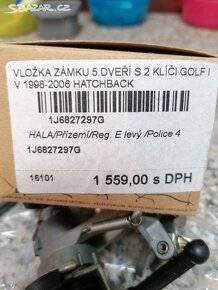 Sbazar.cz
VLOŽKA ZÁMKU 5.DVEŘÍ S 2 KLÍČI GOLF I
V 1998-2006 HATCHBACK
1J6827297G
HALA/Přízemí/Reg. E levý /Police 4
1J6827297G
16101
1 559,00 s DPH